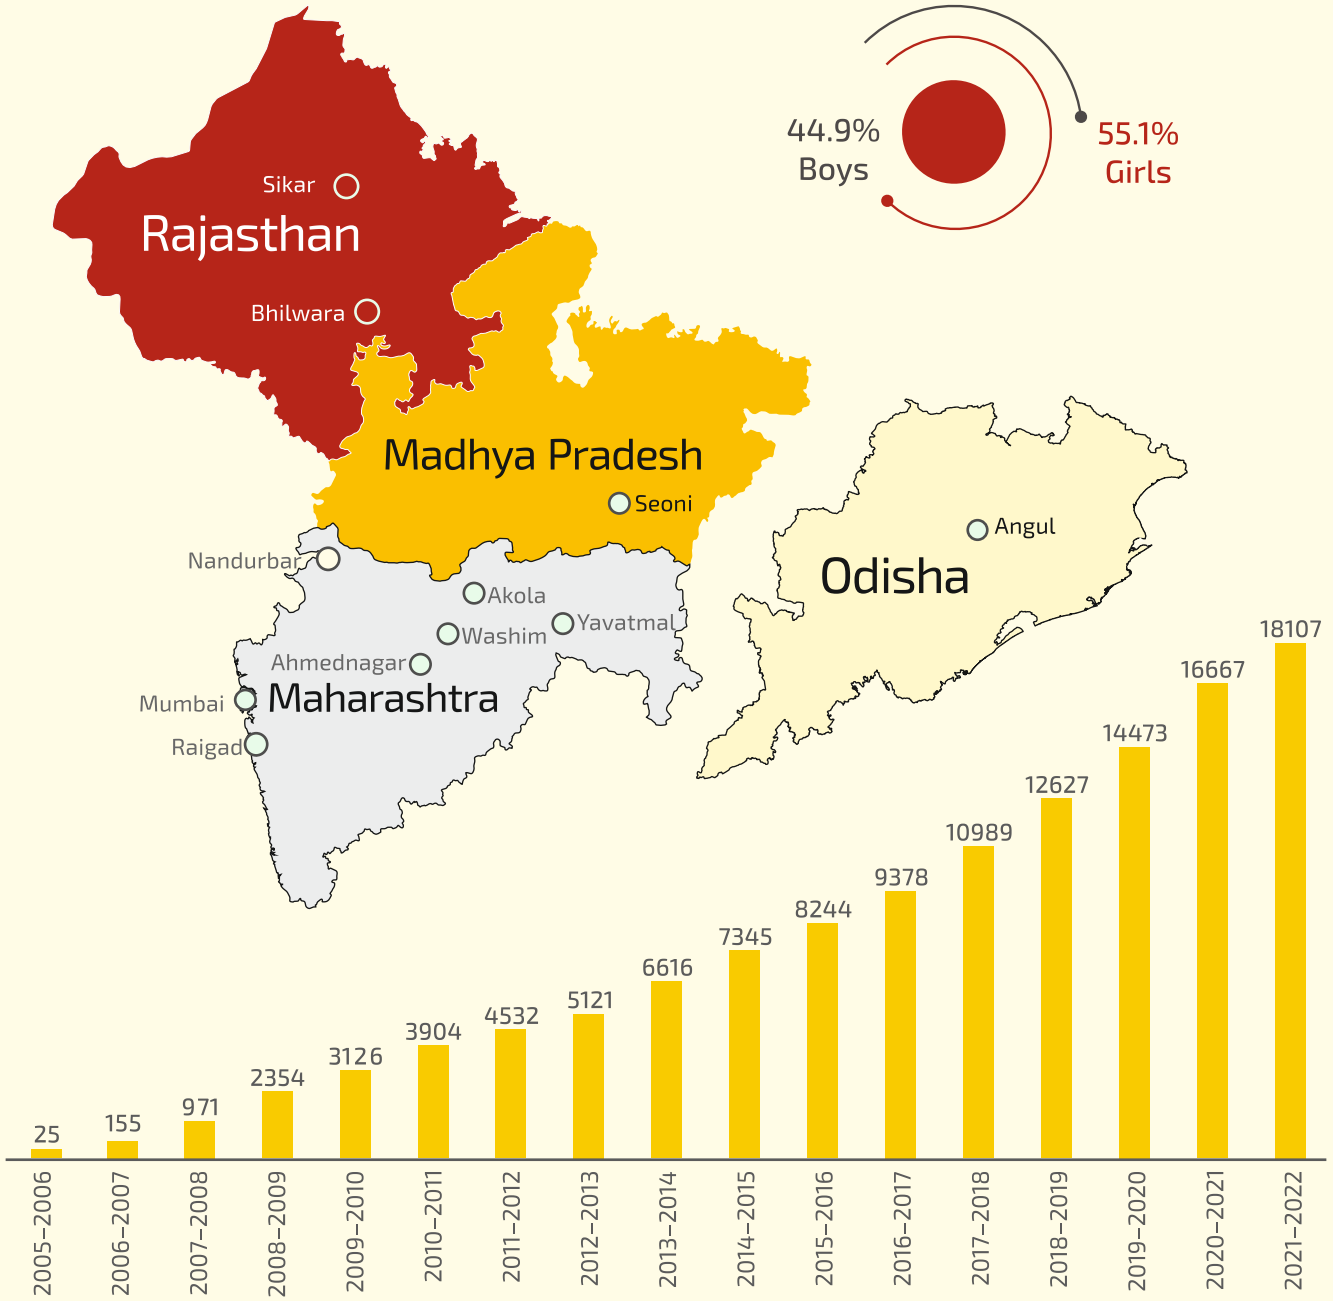 44.9%
Boys
55.1%
Girls
Sikar
Rajasthan
Bhilwara
Madhya Pradesh
Seoni
Angul
Odisha
Nandurbar
Akola
Yavatmal
Washim
Ahmednagar
Maharashtra
Mumbai
Raigad
25
155
971
2354
3126
3904
4532
5121
6616
7345
8244
9378
10989
12627
14473
16667
18107
2005–2006
2006–2007
2007–2008
2008–2009
2009–2010
2010–2011
2011–2012
2012–2013
2013–2014
2014–2015
2015–2016
2016–2017
2017–2018
2018–2019
2019–2020
2020–2021
2021–2022